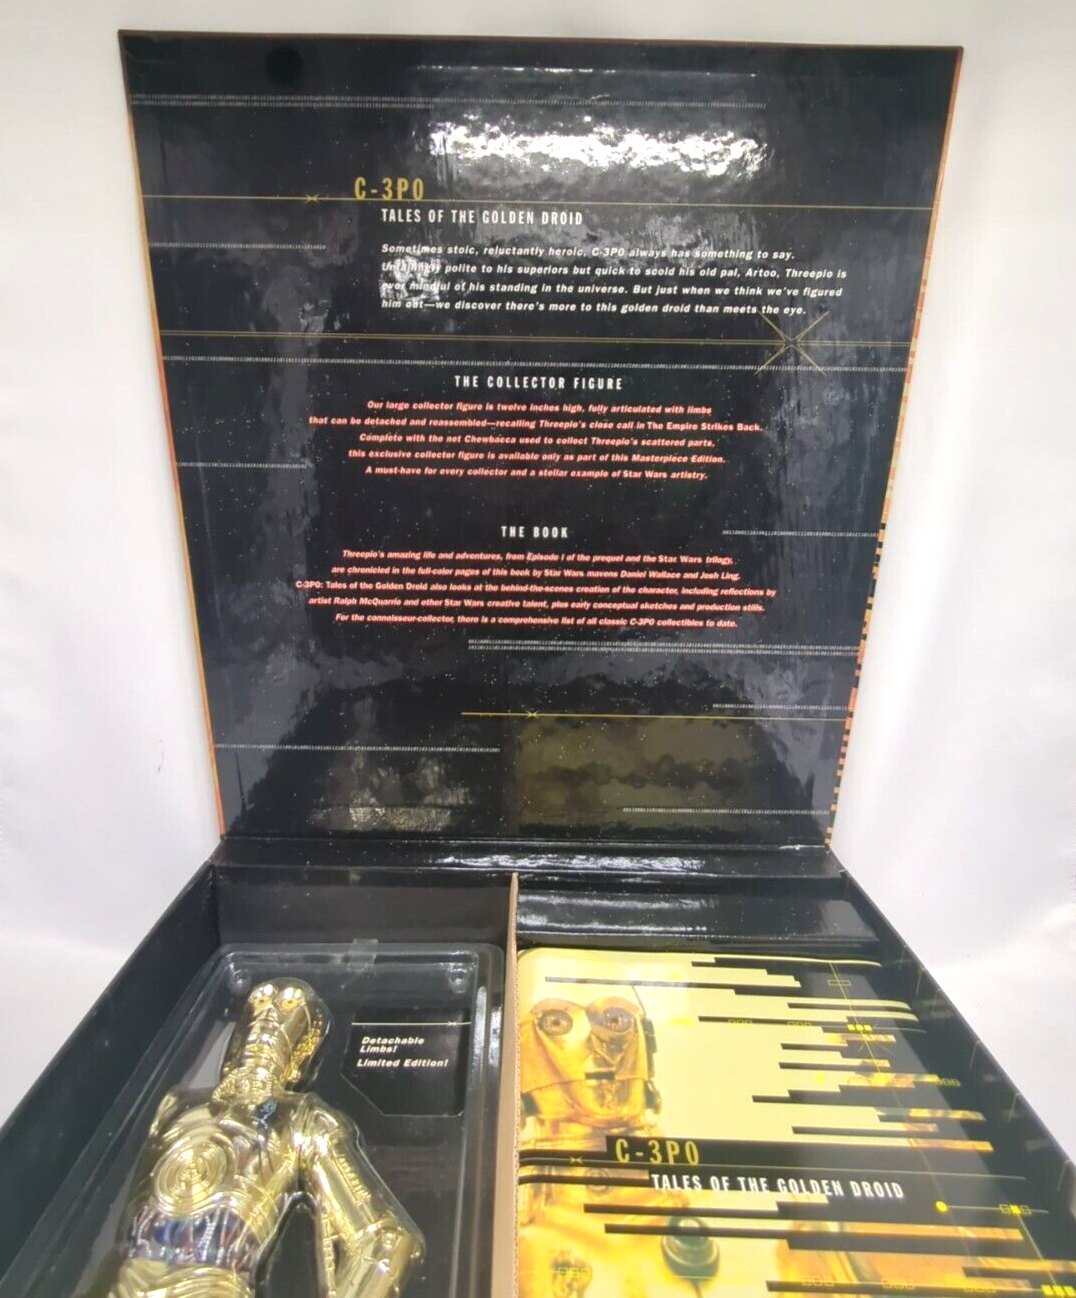 C-3PO
TALES OF THE GOLDEN DROID
Sometimes stoic, reluctantly heroic, C-3PO always has something to say.
Unfailingly polite to his superiors but quick to scold his old pal, Artoo, Threepio is
ever mindful of his standing in the universe. But just when we think we've figured
him out—we discover there's more to this golden droid than meets the eye.
THE COLLECTOR FIGURE
Our large collector figure is twelve inches high, fully articulated with limbs
that can be detached and reassembled—recalling Threepio's close call in The Empire Strikes Back.
Complete with the net Chewbacca used to collect Threepio's scattered parts,
this exclusive collector figure is available only as part of this Masterpiece Edition.
A must-have for every collector and a stellar example of Star Wars artistry.
THE BOOK
Threepio's amazing life and adventures, from Episode I of the prequel and the Star Wars trilogy,
are chronicled in the full-color pages of this book by Star Wars mavens Daniel Wallace and Josh Ling.
C-3PO: Tales of the Golden Droid also looks at the behind-the-scenes creation of the character, including reflections by
artist Ralph McQuarrie and other Star Wars creative talent, plus early conceptual sketches and production stills.
For the connoisseur-collector, there is a comprehensive list of all classic C-3PO collectibles to date.
Detachable
Limbs!
Limited Edition!
C-3PO
TALES OF THE GOLDEN DROID